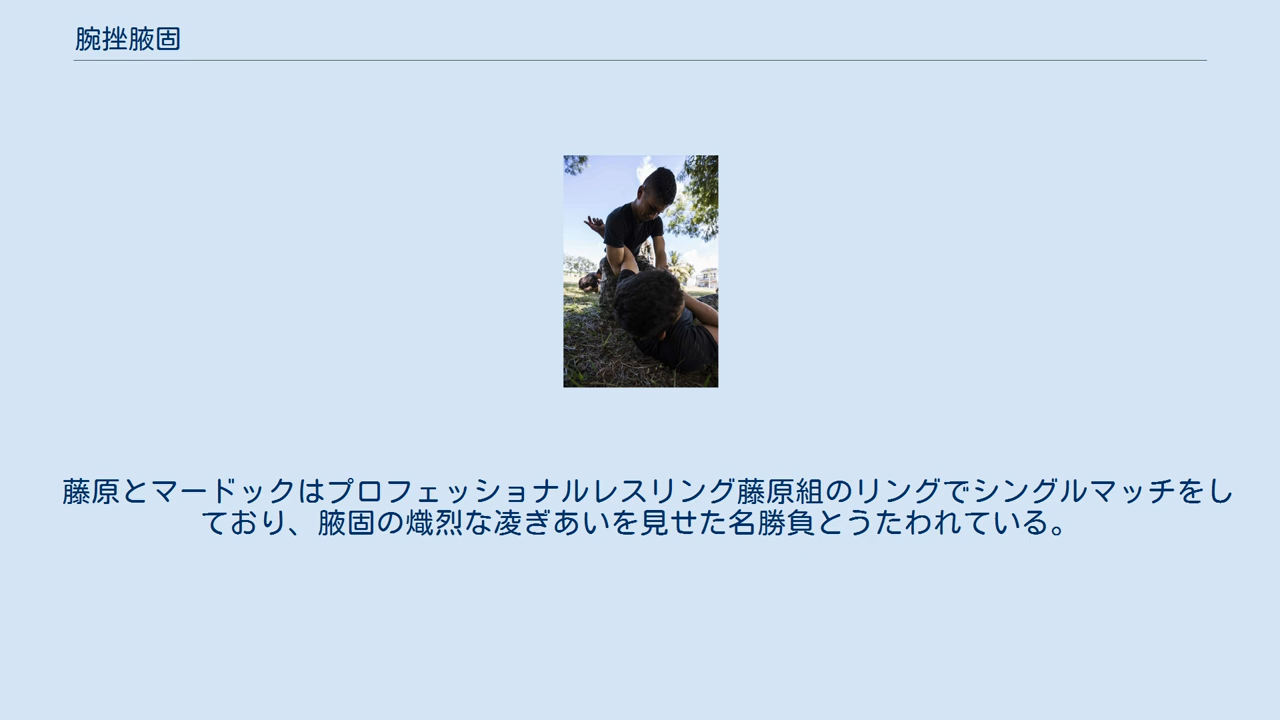 腕挫腋固
藤原とマードックはプロフェッショナルレスリング藤原組のリングでシングルマッチをし
ており、腋固の熾烈な凌ぎあいを見せた名勝負とうたわれている。